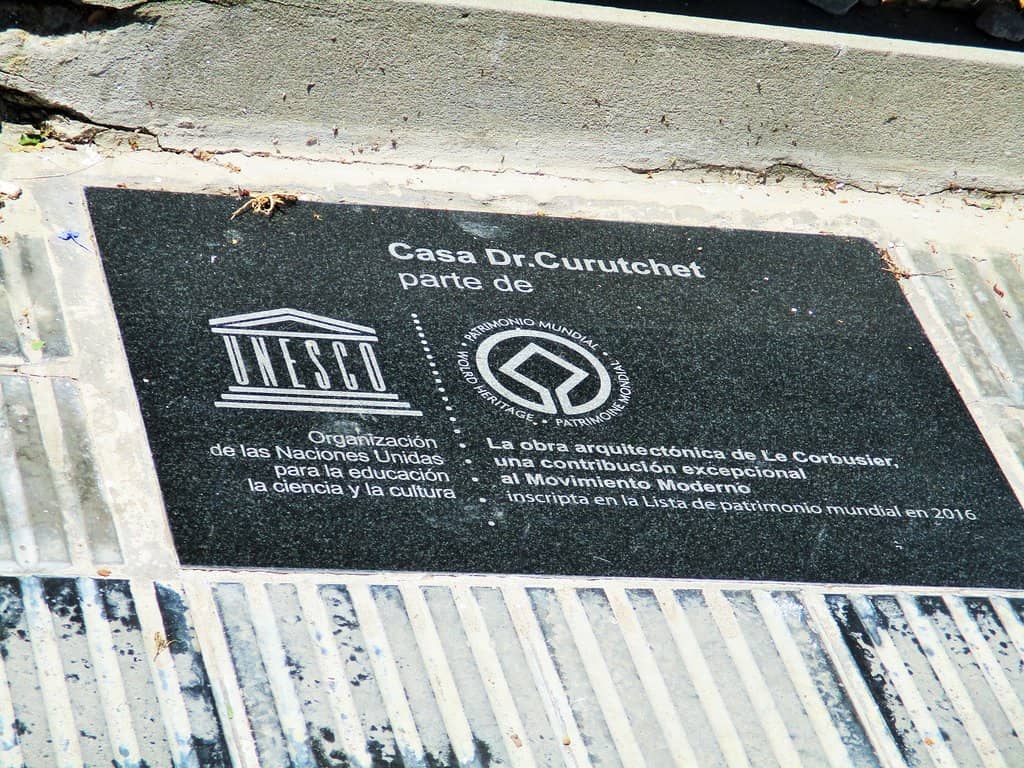 Casa Dr.Curutchet
parte de
UNESCO
Organización
de las Naciones Unidas
para la educación
la ciencia y la cultura
PATRIMONIO MUNDIAL • WOLRD HERITAGE • PATRIMOINE MONDIAL •
La obra arquitectónica de Le Corbusier,
una contribución excepcional
al Movimiento Moderno
inscripta en la Lista de patrimonio mundial en 2016